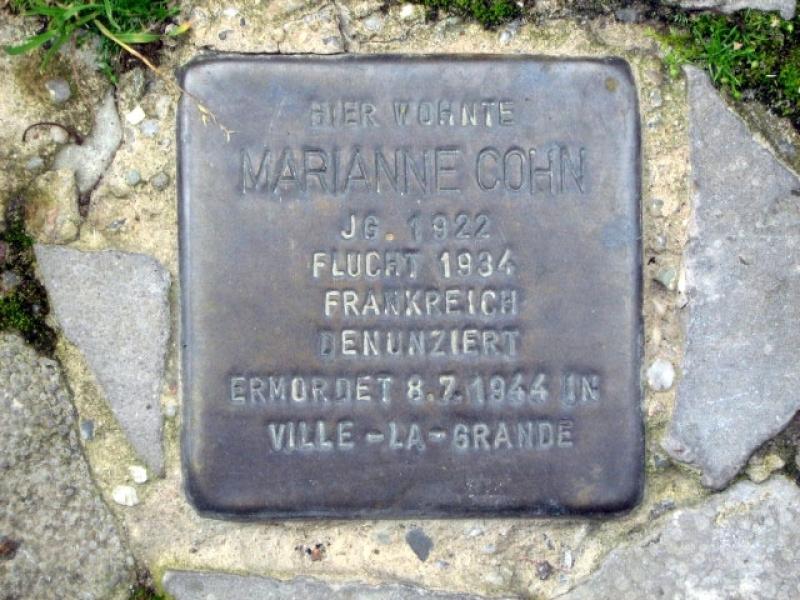 HIER WOHNTE
MARIANNE COHN
JG. 1922
FLUCHT 1934
FRANKREICH
DENUNZIERT
ERMORDET 8.7.1944 IN
VILLE-LA-GRANDE